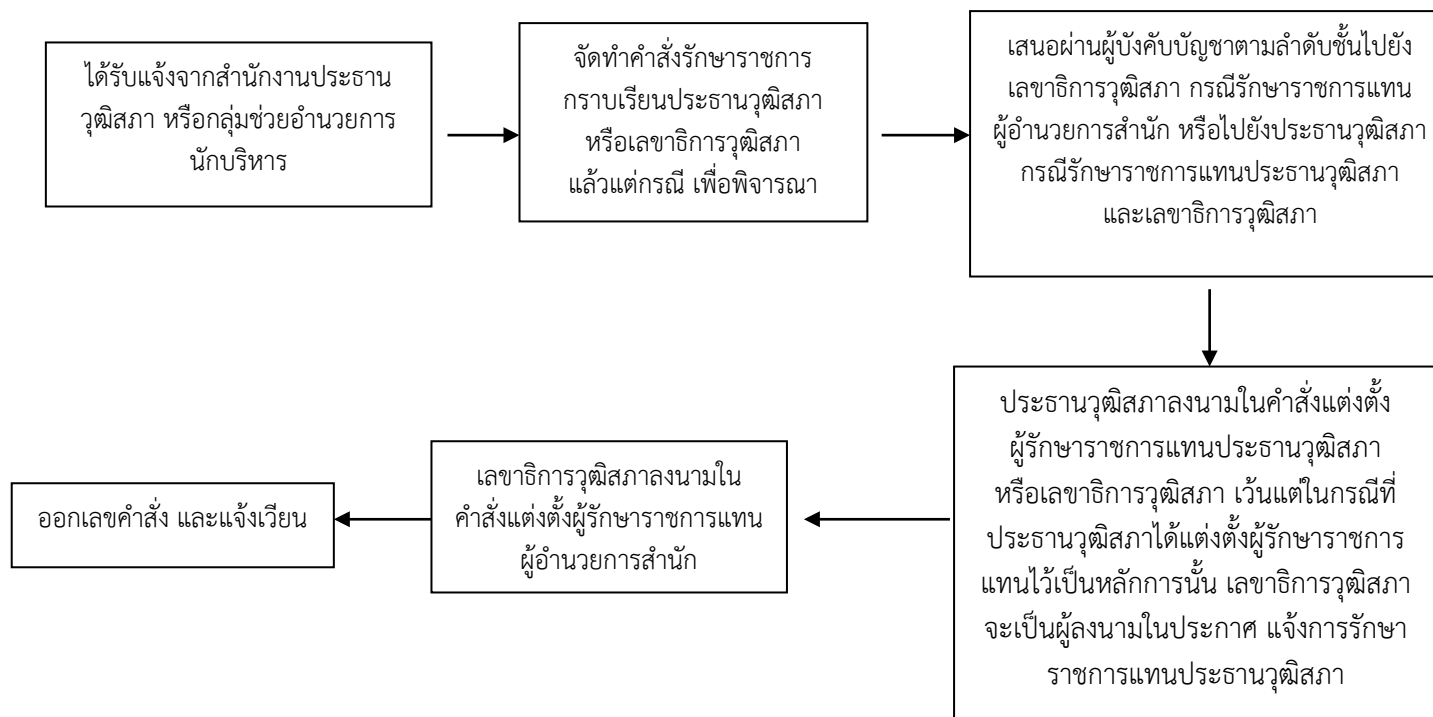 ได้รับแจ้งจากสำนักงานประธาน
วุฒิสภา หรือกลุ่มช่วยอำนวยการ
นักบริหาร
จัดทำคำสั่งรักษาราชการ
กราบเรียนประธานวุฒิสภา
หรือเลขาธิการวุฒิสภา
แล้วแต่กรณี เพื่อพิจารณา
เสนอผ่านผู้บังคับบัญชาตามลำดับชั้นไปยัง
เลขาธิการวุฒิสภา กรณีรักษาราชการแทน
ผู้อำนวยการสำนัก หรือไปยังประธานวุฒิสภา
กรณีรักษาราชการแทนประธานวุฒิสภา
และเลขาธิการวุฒิสภา
ประธานวุฒิสภาลงนามในคำสั่งแต่งตั้ง
ผู้รักษาราชการแทนประธานวุฒิสภา
หรือเลขาธิการวุฒิสภา เว้นแต่ในกรณีที่
ประธานวุฒิสภาได้แต่งตั้งผู้รักษาราชการ
แทนไว้เป็นหลักการนั้น เลขาธิการวุฒิสภา
จะเป็นผู้ลงนามในประกาศ แจ้งการรักษา
ราชการแทนประธานวุฒิสภา
เลขาธิการวุฒิสภาลงนามใน
คำสั่งแต่งตั้งผู้รักษาราชการแทน
ผู้อำนวยการสำนัก
ออกเลขคำสั่ง และแจ้งเวียน